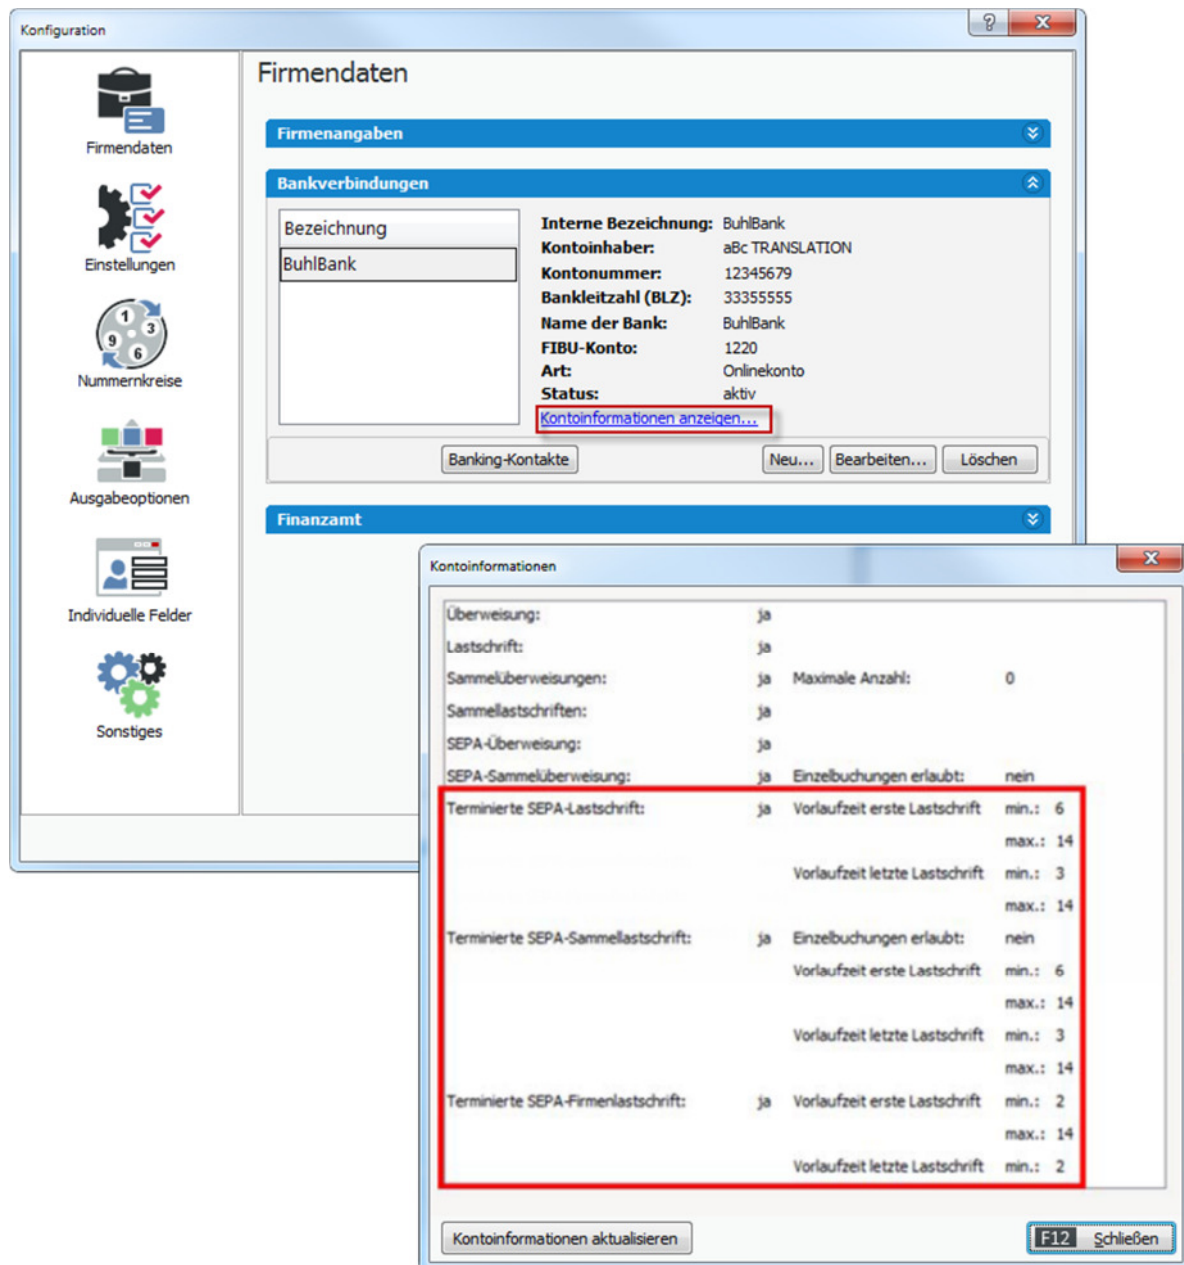 Konfiguration
?
X
Firmendaten
Einstellungen
1
3
9
6
Nummernkreise
Ausgabeoptionen
Individuelle Felder
Sonstiges
Firmendaten
Firmenangaben
Bankverbindungen
Bezeichnung
BuhlBank
Interne Bezeichnung: BuhlBank
Kontoinhaber: aBc TRANSLATION
Kontonummer: 12345679
Bankleitzahl (BLZ): 33355555
Name der Bank: BuhlBank
FIBU-Konto: 1220
Art: Onlinekonto
Status: aktiv
Kontoinformationen anzeigen...
Banking-Kontakte Neu... Bearbeiten... Löschen
Finanzamt
Kontoinformationen
X
Überweisung: ja
Lastschrift: ja
Sammelüberweisungen: ja Maximale Anzahl: 0
Sammellastschriften: ja
SEPA-Überweisung: ja
SEPA-Sammelüberweisung: ja Einzelbuchungen erlaubt: nein
Terminierte SEPA-Lastschrift: ja Vorlaufzeit erste Lastschrift min.: 6
max.: 14
Vorlaufzeit letzte Lastschrift min.: 3
max.: 14
Terminierte SEPA-Sammellastschrift: ja Einzelbuchungen erlaubt: nein
Vorlaufzeit erste Lastschrift min.: 6
max.: 14
Vorlaufzeit letzte Lastschrift min.: 3
max.: 14
Terminierte SEPA-Firmenlastschrift: ja Vorlaufzeit erste Lastschrift min.: 2
max.: 14
Vorlaufzeit letzte Lastschrift min.: 2
Kontoinformationen aktualisieren F12 Schließen